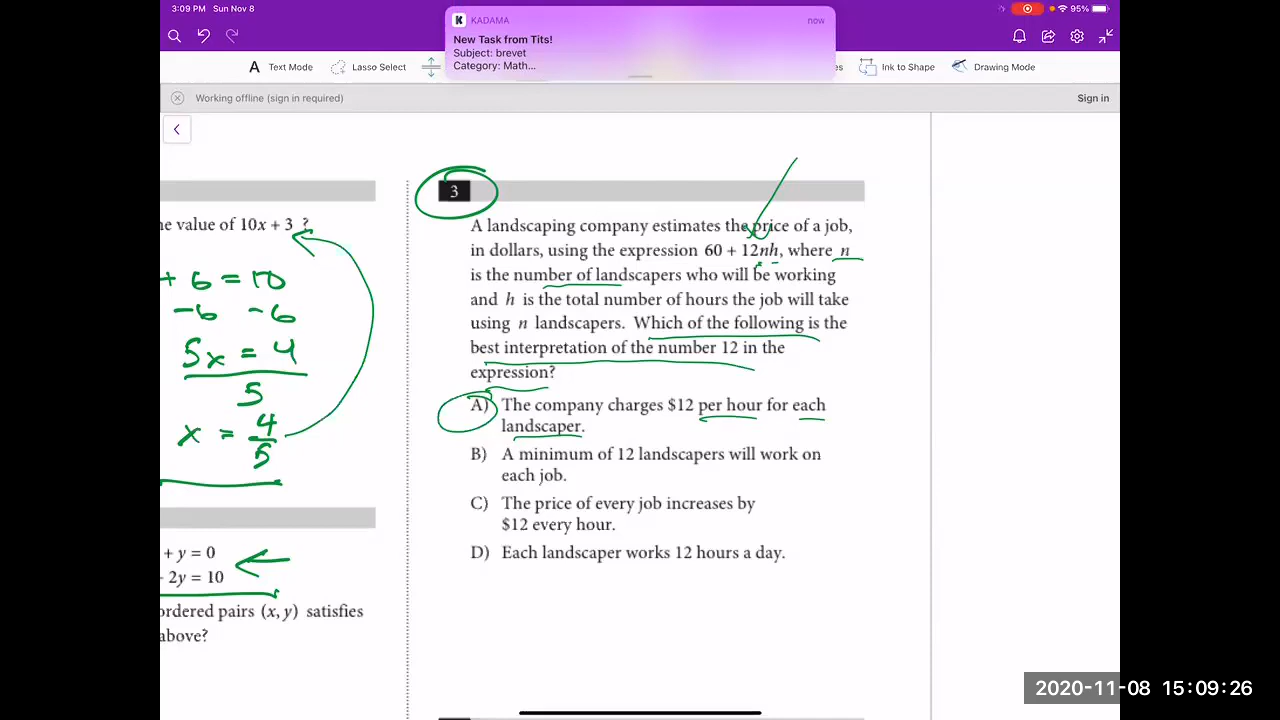 3:09 PM Sun Nov 8
95%
KADAMA
now
New Task from Tits!
Subject: brevet
Category: Math...
Text Mode
Lasso Select
es
Ink to Shape
Drawing Mode
Working offline (sign in required)
Sign in
he value of 10x + 3 ?
+ 6 = 10
-6 -6
5x = 4
5
x = 4/5
+ y = 0
- 2y = 10
ordered pairs (x, y) satisfies
above?
3
A landscaping company estimates the price of a job,
in dollars, using the expression 60 + 12nh, where n
is the number of landscapers who will be working
and h is the total number of hours the job will take
using n landscapers. Which of the following is the
best interpretation of the number 12 in the
expression?
A) The company charges $12 per hour for each
landscaper.
B) A minimum of 12 landscapers will work on
each job.
C) The price of every job increases by
$12 every hour.
D) Each landscaper works 12 hours a day.
2020-11-08 15:09:26